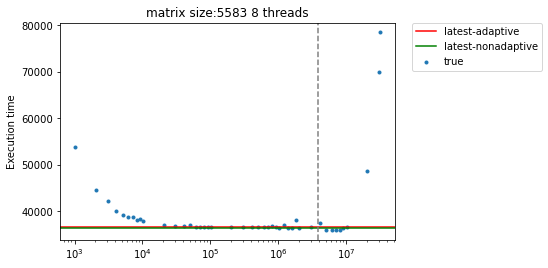 matrix size:5583 8 threads
80000
70000
60000
50000
40000
Execution time
10³
10⁴
10⁵
10⁶
10⁷
latest-adaptive
latest-nonadaptive
true